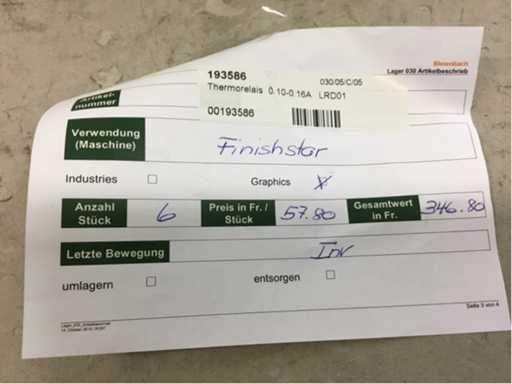 Bleienbach
Lager 030 Artikelbeschrieb
193586 030/05/C/05
Thermorelais 0.10-0.16A LRD01
00193586
Artikel-
nummer
Verwendung
(Maschine)
Finishstar
Industries
Graphics X
Anzahl
Stück
6
Preis in Fr./
Stück
57.80
Gesamtwert
in Fr.
346.80
Letzte Bewegung
Inv
umlagern
entsorgen
Seite 3 von 4